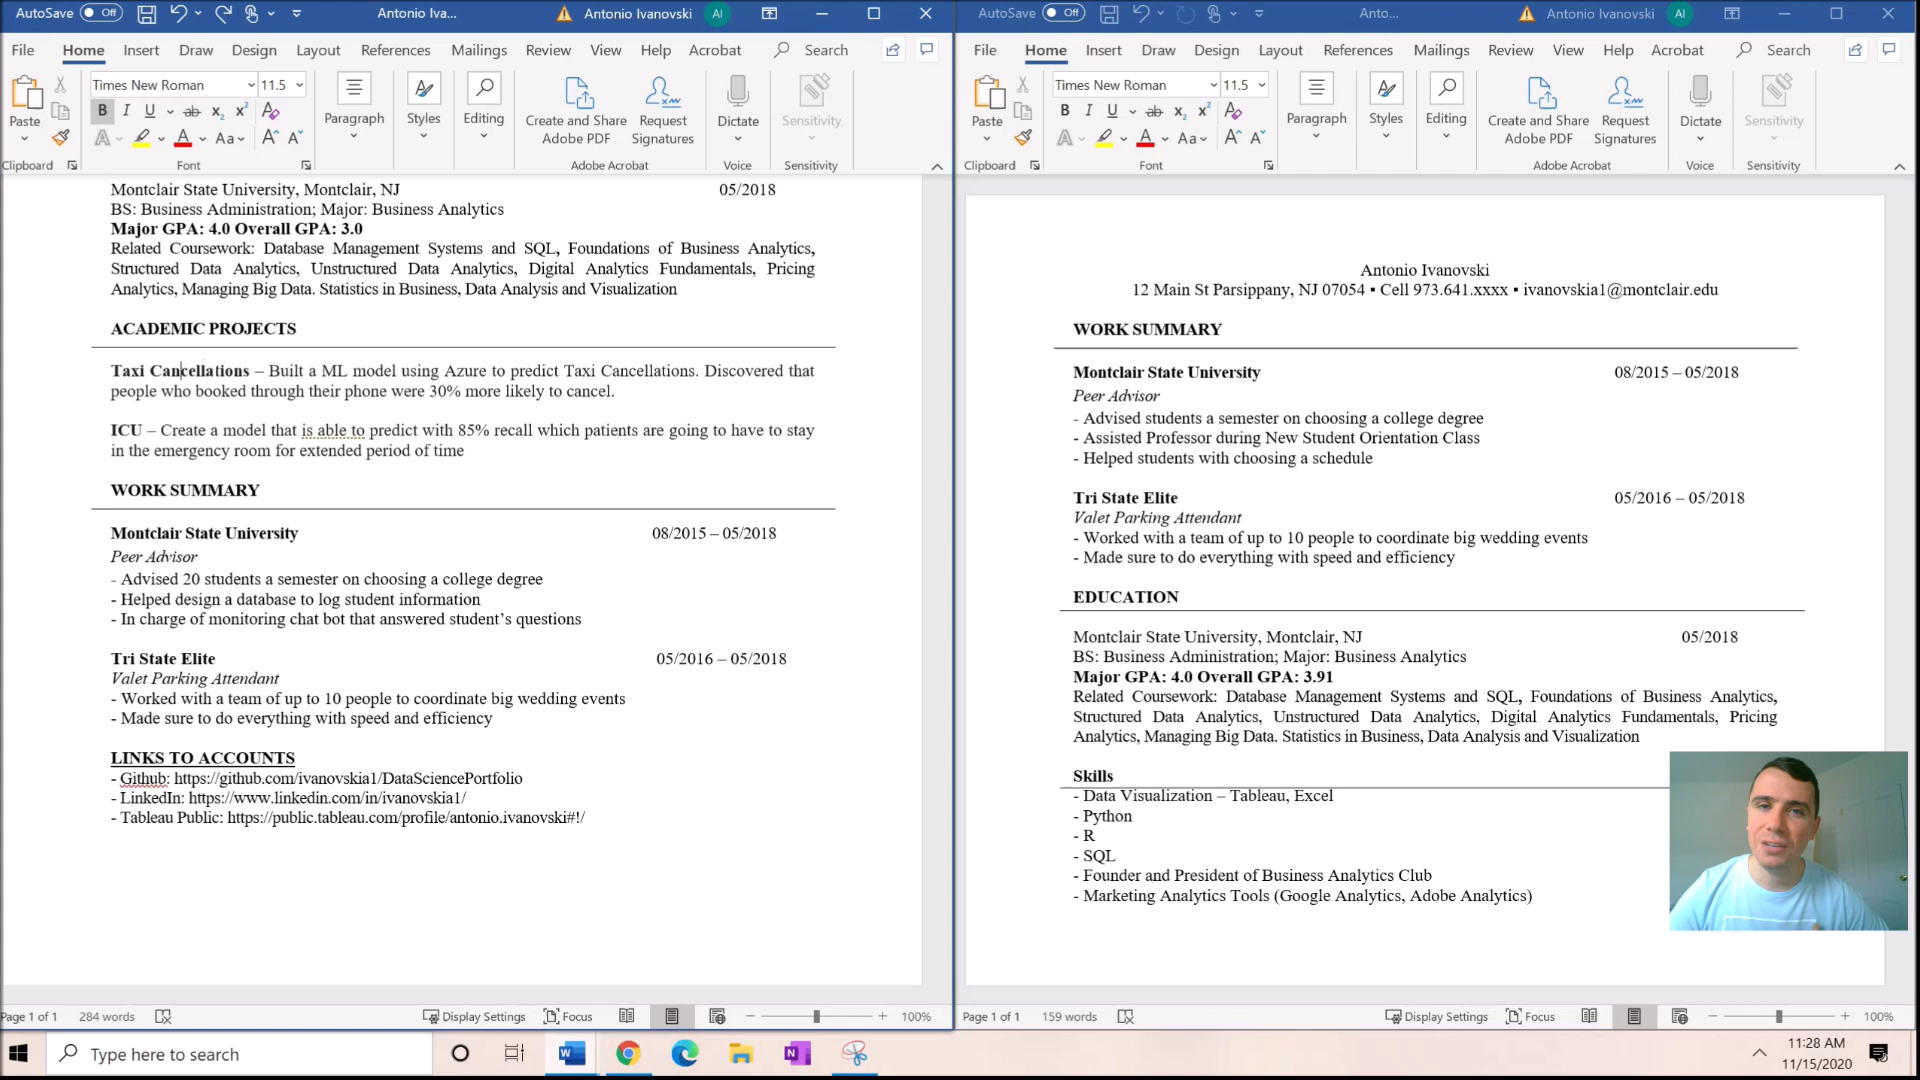 AutoSave Off Antonio Iva... Antonio Ivanovski AI
File Home Insert Draw Design Layout References Mailings Review View Help Acrobat Search
Times New Roman 11.5
Paste
Paragraph Styles Editing Create and Share Adobe PDF Request Signatures Dictate Sensitivity
Clipboard Font Adobe Acrobat Voice Sensitivity
Montclair State University, Montclair, NJ 05/2018
BS: Business Administration; Major: Business Analytics
Major GPA: 4.0 Overall GPA: 3.0
Related Coursework: Database Management Systems and SQL, Foundations of Business Analytics,
Structured Data Analytics, Unstructured Data Analytics, Digital Analytics Fundamentals, Pricing
Analytics, Managing Big Data. Statistics in Business, Data Analysis and Visualization
ACADEMIC PROJECTS
Taxi Cancellations – Built a ML model using Azure to predict Taxi Cancellations. Discovered that
people who booked through their phone were 30% more likely to cancel.
ICU – Create a model that is able to predict with 85% recall which patients are going to have to stay
in the emergency room for extended period of time
WORK SUMMARY
Montclair State University 08/2015 – 05/2018
Peer Advisor
- Advised 20 students a semester on choosing a college degree
- Helped design a database to log student information
- In charge of monitoring chat bot that answered student’s questions
Tri State Elite 05/2016 – 05/2018
Valet Parking Attendant
- Worked with a team of up to 10 people to coordinate big wedding events
- Made sure to do everything with speed and efficiency
LINKS TO ACCOUNTS
- Github: https://github.com/ivanovskia1/DataSciencePortfolio
- LinkedIn: https://www.linkedin.com/in/ivanovskia1/
- Tableau Public: https://public.tableau.com/profile/antonio.ivanovski#!/
Page 1 of 1 284 words Display Settings Focus 100%
AutoSave Off Anto... Antonio Ivanovski AI
File Home Insert Draw Design Layout References Mailings Review View Help Acrobat Search
Times New Roman 11.5
Paste
Paragraph Styles Editing Create and Share Adobe PDF Request Signatures Dictate Sensitivity
Clipboard Font Adobe Acrobat Voice Sensitivity
Antonio Ivanovski
12 Main St Parsippany, NJ 07054 ▪ Cell 973.641.xxxx ▪ ivanovskia1@montclair.edu
WORK SUMMARY
Montclair State University 08/2015 – 05/2018
Peer Advisor
- Advised students a semester on choosing a college degree
- Assisted Professor during New Student Orientation Class
- Helped students with choosing a schedule
Tri State Elite 05/2016 – 05/2018
Valet Parking Attendant
- Worked with a team of up to 10 people to coordinate big wedding events
- Made sure to do everything with speed and efficiency
EDUCATION
Montclair State University, Montclair, NJ 05/2018
BS: Business Administration; Major: Business Analytics
Major GPA: 4.0 Overall GPA: 3.91
Related Coursework: Database Management Systems and SQL, Foundations of Business Analytics,
Structured Data Analytics, Unstructured Data Analytics, Digital Analytics Fundamentals, Pricing
Analytics, Managing Big Data. Statistics in Business, Data Analysis and Visualization
Skills
- Data Visualization – Tableau, Excel
- Python
- R
- SQL
- Founder and President of Business Analytics Club
- Marketing Analytics Tools (Google Analytics, Adobe Analytics)
Page 1 of 1 159 words Display Settings Focus 100%
Type here to search
11:28 AM
11/15/2020